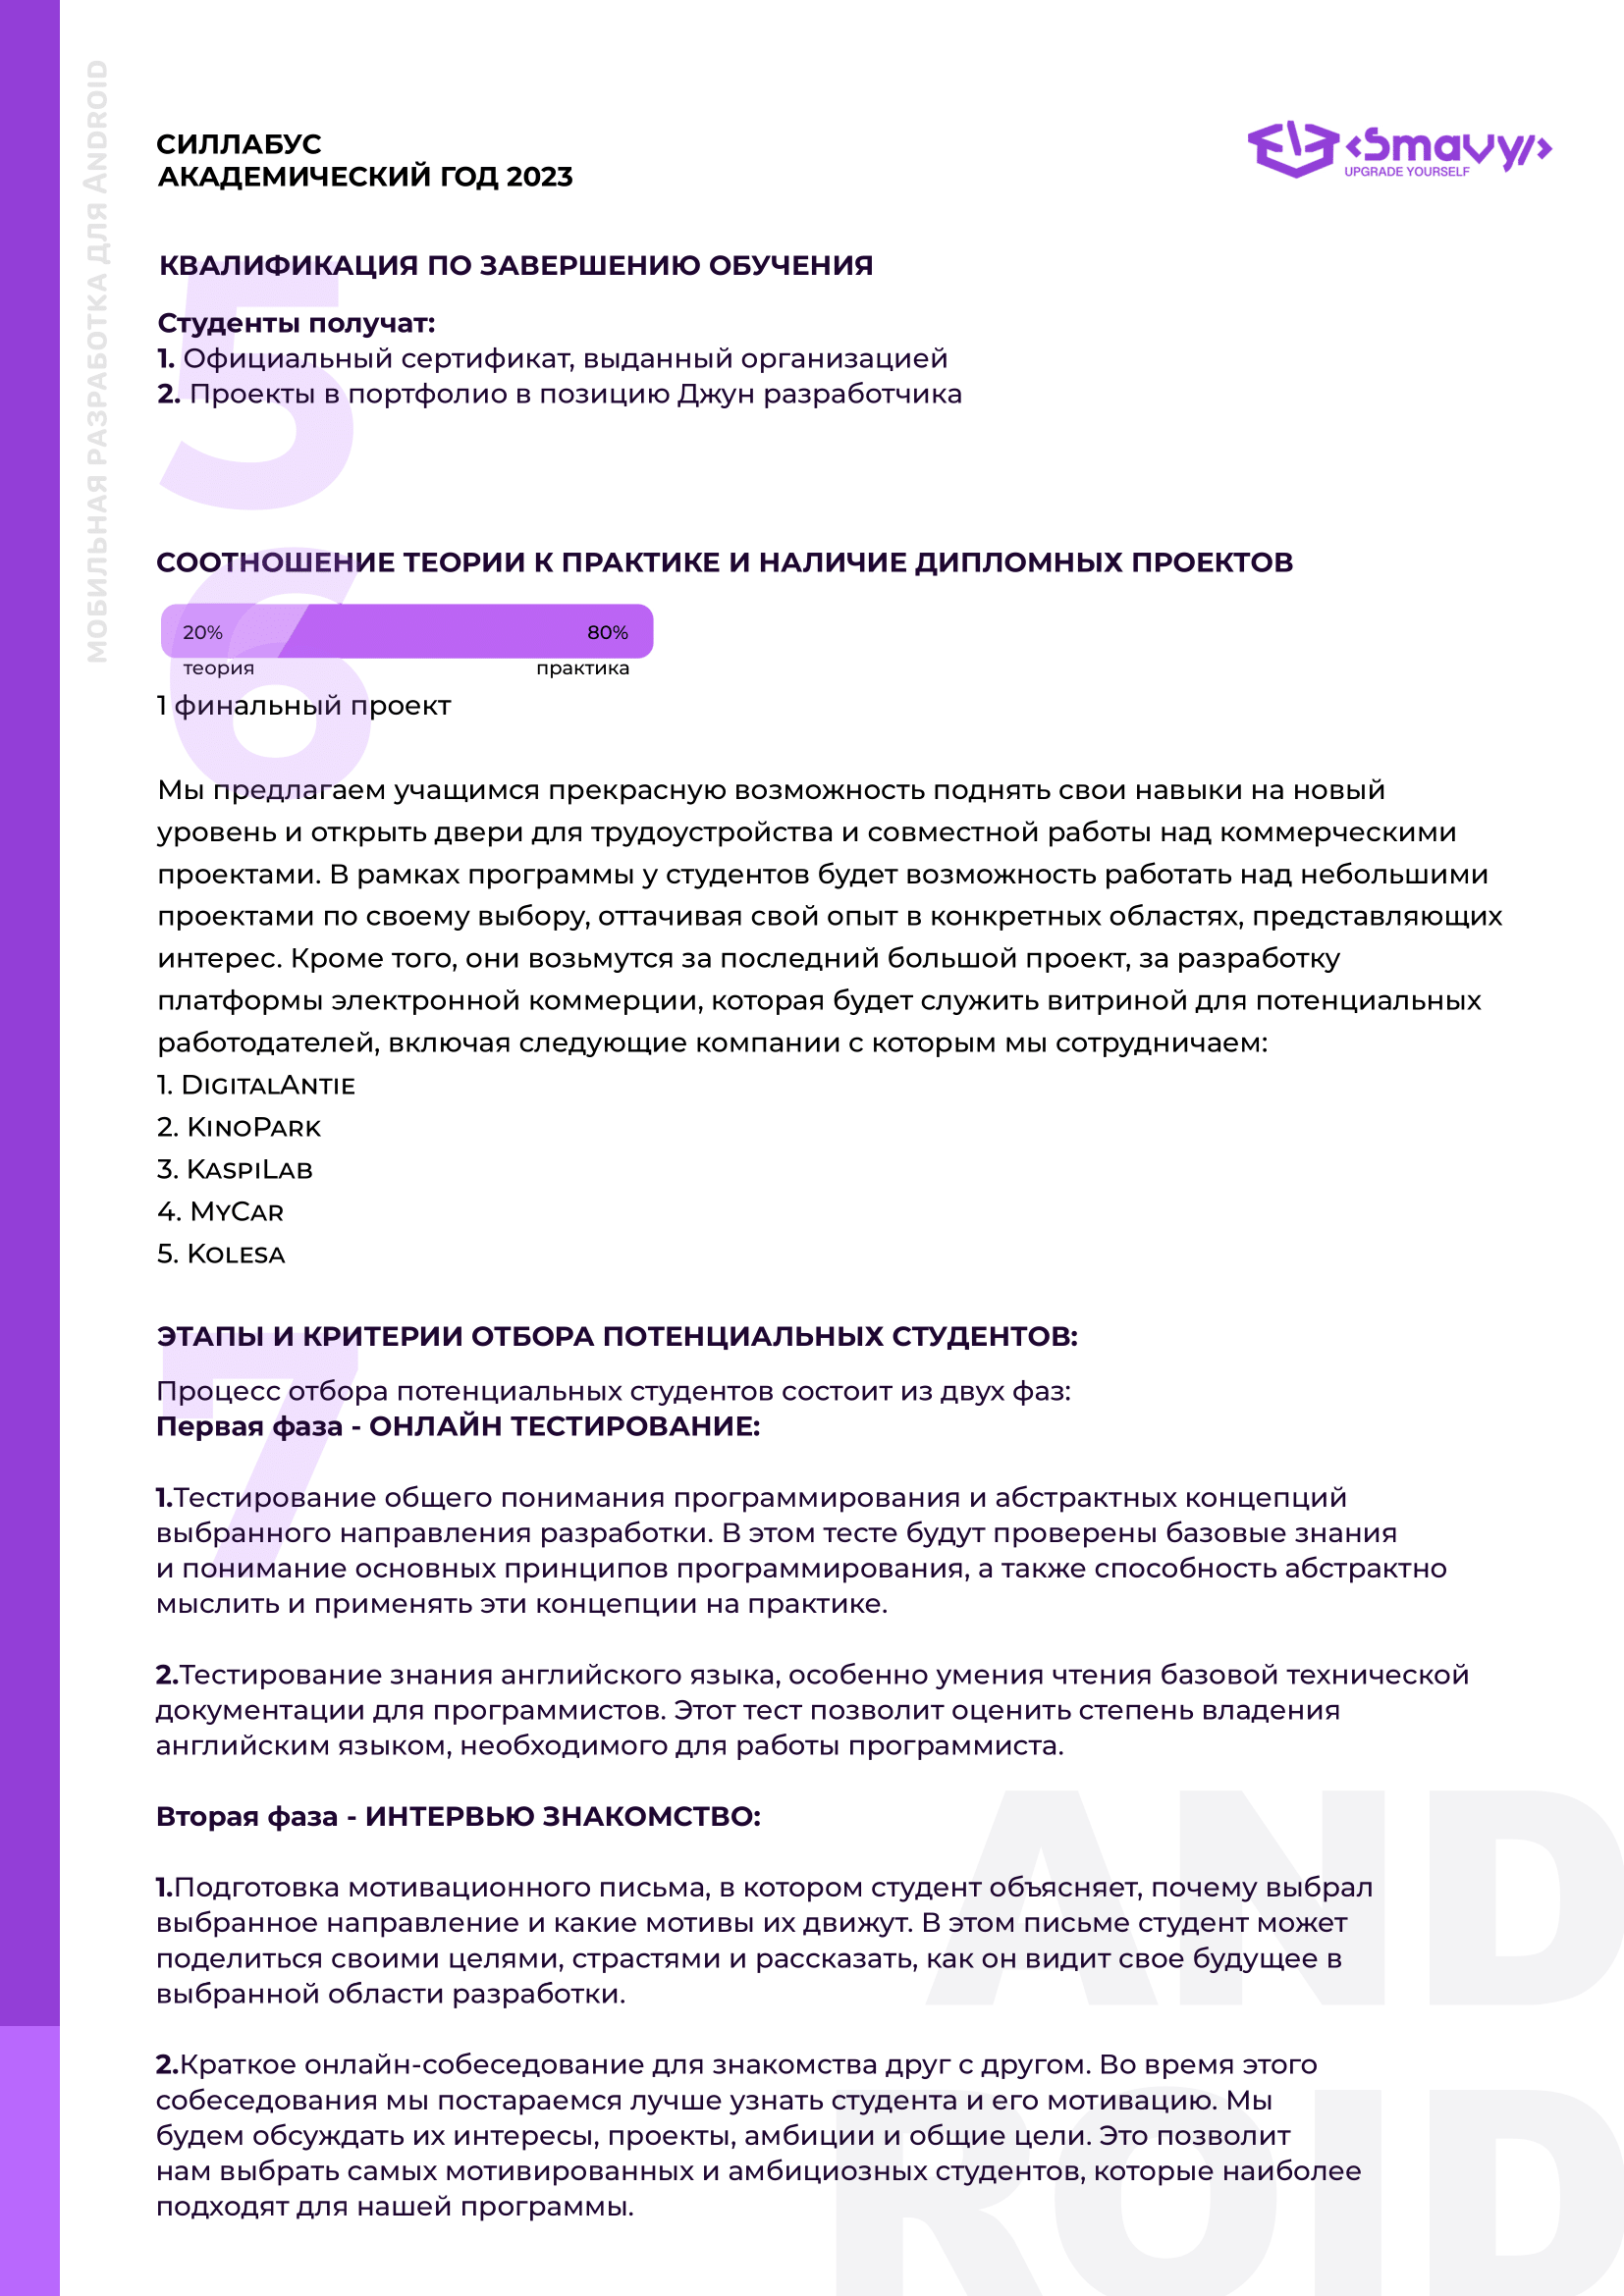 МОБИЛЬНАЯ РАЗРАБОТКА ДЛЯ ANDROID
СИЛЛАБУС
АКАДЕМИЧЕСКИЙ ГОД 2023
<Smavy/>
UPGRADE YOURSELF
5
КВАЛИФИКАЦИЯ ПО ЗАВЕРШЕНИЮ ОБУЧЕНИЯ
Студенты получат:
1. Официальный сертификат, выданный организацией
2. Проекты в портфолио в позицию Джун разработчика
6
СООТНОШЕНИЕ ТЕОРИИ К ПРАКТИКЕ И НАЛИЧИЕ ДИПЛОМНЫХ ПРОЕКТОВ
20% 80%
теория практика
1 финальный проект
Мы предлагаем учащимся прекрасную возможность поднять свои навыки на новый
уровень и открыть двери для трудоустройства и совместной работы над коммерческими
проектами. В рамках программы у студентов будет возможность работать над небольшими
проектами по своему выбору, оттачивая свой опыт в конкретных областях, представляющих
интерес. Кроме того, они возьмутся за последний большой проект, за разработку
платформы электронной коммерции, которая будет служить витриной для потенциальных
работодателей, включая следующие компании с которым мы сотрудничаем:
1. DigitalAntie
2. KinoPark
3. KaspiLab
4. MyCar
5. Kolesa
7
ЭТАПЫ И КРИТЕРИИ ОТБОРА ПОТЕНЦИАЛЬНЫХ СТУДЕНТОВ:
Процесс отбора потенциальных студентов состоит из двух фаз:
Первая фаза - ОНЛАЙН ТЕСТИРОВАНИЕ:
1.Тестирование общего понимания программирования и абстрактных концепций
выбранного направления разработки. В этом тесте будут проверены базовые знания
и понимание основных принципов программирования, а также способность абстрактно
мыслить и применять эти концепции на практике.
2.Тестирование знания английского языка, особенно умения чтения базовой технической
документации для программистов. Этот тест позволит оценить степень владения
английским языком, необходимого для работы программиста.
Вторая фаза - ИНТЕРВЬЮ ЗНАКОМСТВО:
1.Подготовка мотивационного письма, в котором студент объясняет, почему выбрал
выбранное направление и какие мотивы их движут. В этом письме студент может
поделиться своими целями, страстями и рассказать, как он видит свое будущее в
выбранной области разработки.
2.Краткое онлайн-собеседование для знакомства друг с другом. Во время этого
собеседования мы постараемся лучше узнать студента и его мотивацию. Мы
будем обсуждать их интересы, проекты, амбиции и общие цели. Это позволит
нам выбрать самых мотивированных и амбициозных студентов, которые наиболее
подходят для нашей программы.
AND
ROID